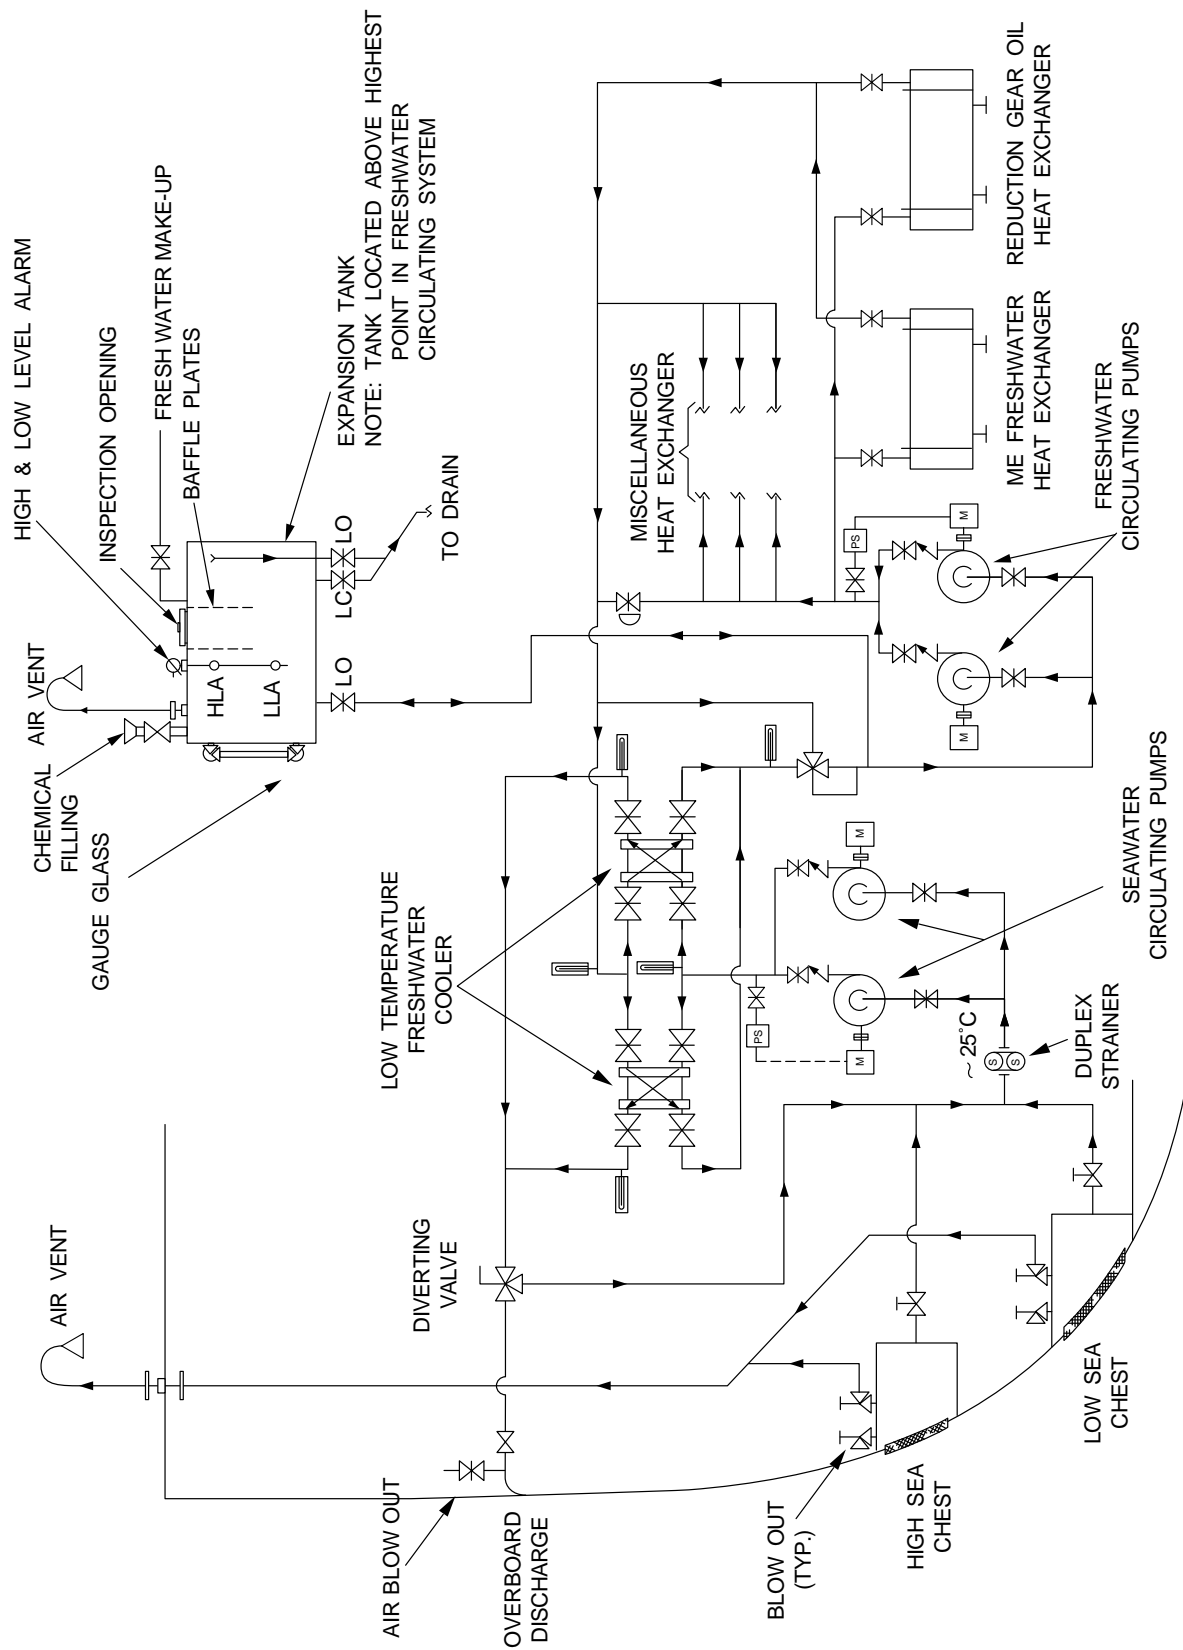 HIGH & LOW LEVEL ALARM
INSPECTION OPENING
FRESH WATER MAKE-UP
BAFFLE PLATES
AIR VENT
CHEMICAL
FILLING
GAUGE GLASS
HLA
LLA
LO
LC
LO
TO DRAIN
EXPANSION TANK
NOTE: TANK LOCATED ABOVE HIGHEST
POINT IN FRESHWATER
CIRCULATING SYSTEM
AIR VENT
DIVERTING
VALVE
LOW TEMPERATURE
FRESHWATER
COOLER
MISCELLANEOUS
HEAT EXCHANGER
AIR BLOW OUT
OVERBOARD
DISCHARGE
PS
M
M
PS
M
M
BLOW OUT
(TYP.)
HIGH SEA
CHEST
LOW SEA
CHEST
~ 25°C
S
S
DUPLEX
STRAINER
SEAWATER
CIRCULATING PUMPS
FRESHWATER
CIRCULATING PUMPS
ME FRESHWATER
HEAT EXCHANGER
REDUCTION GEAR OIL
HEAT EXCHANGER